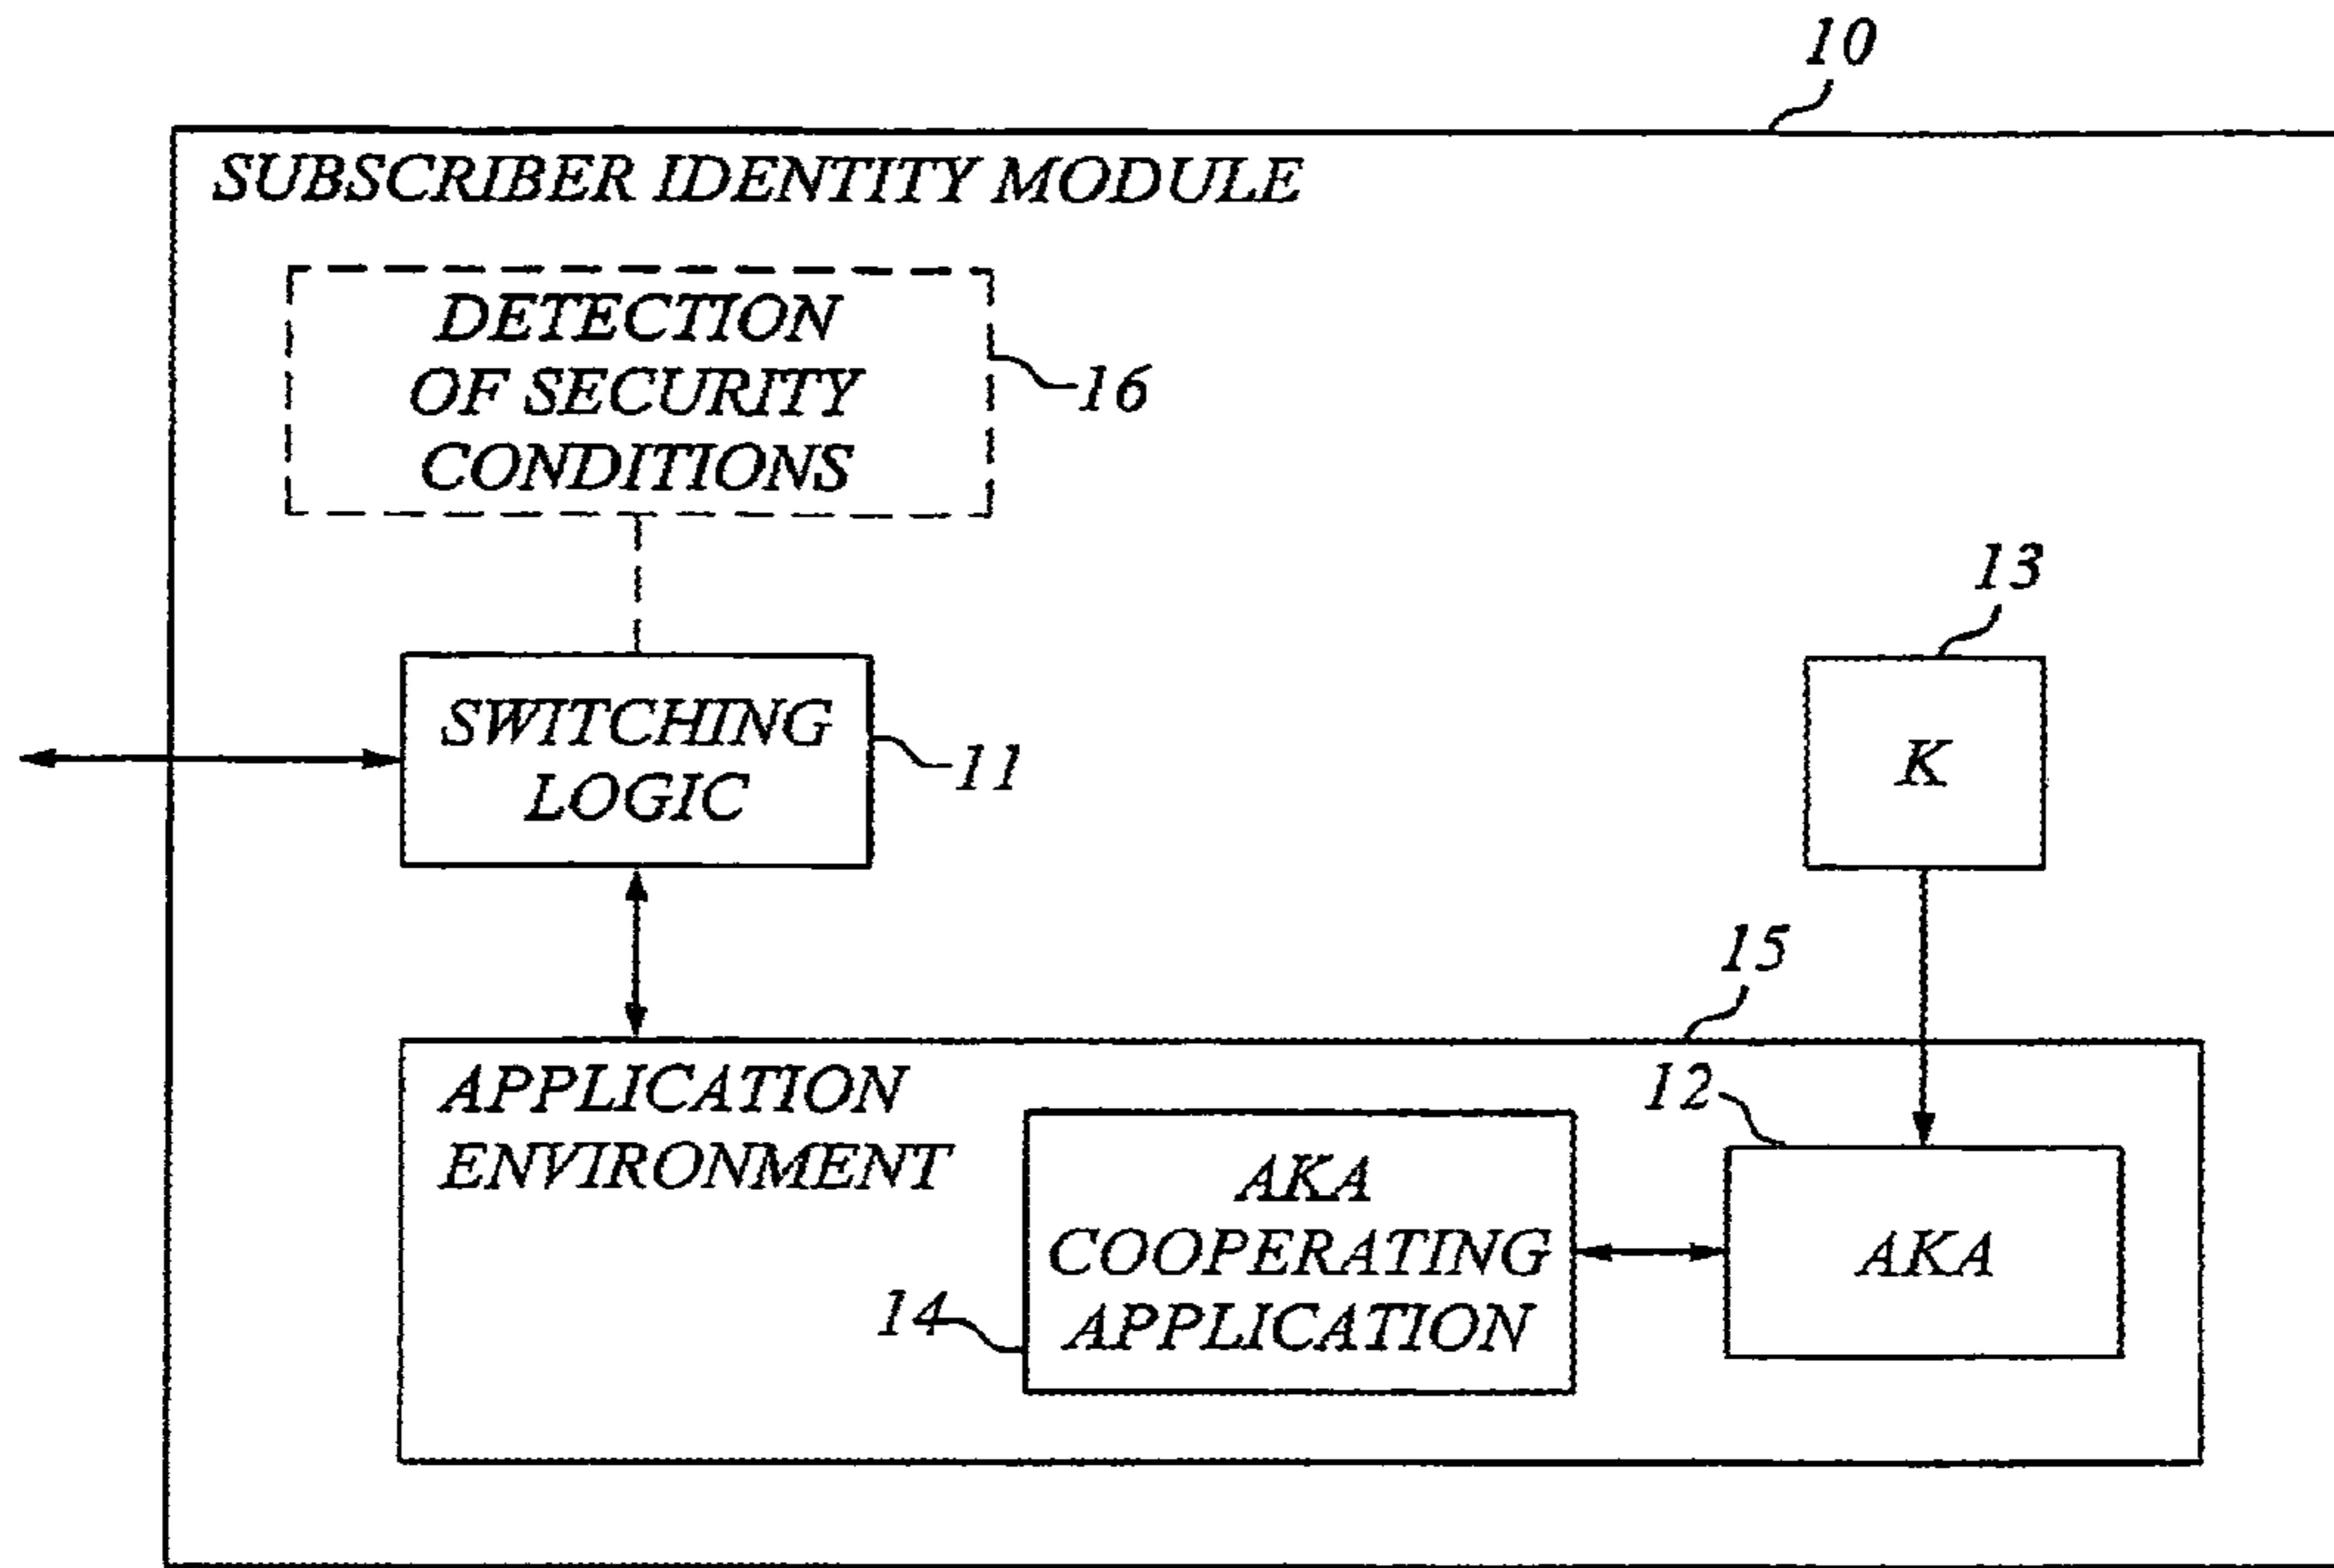 10
SUBSCRIBER IDENTITY MODULE
DETECTION
OF SECURITY
CONDITIONS
16
13
SWITCHING
LOGIC
11
K
15
APPLICATION
ENVIRONMENT
12
AKA
COOPERATING
APPLICATION
14
AKA